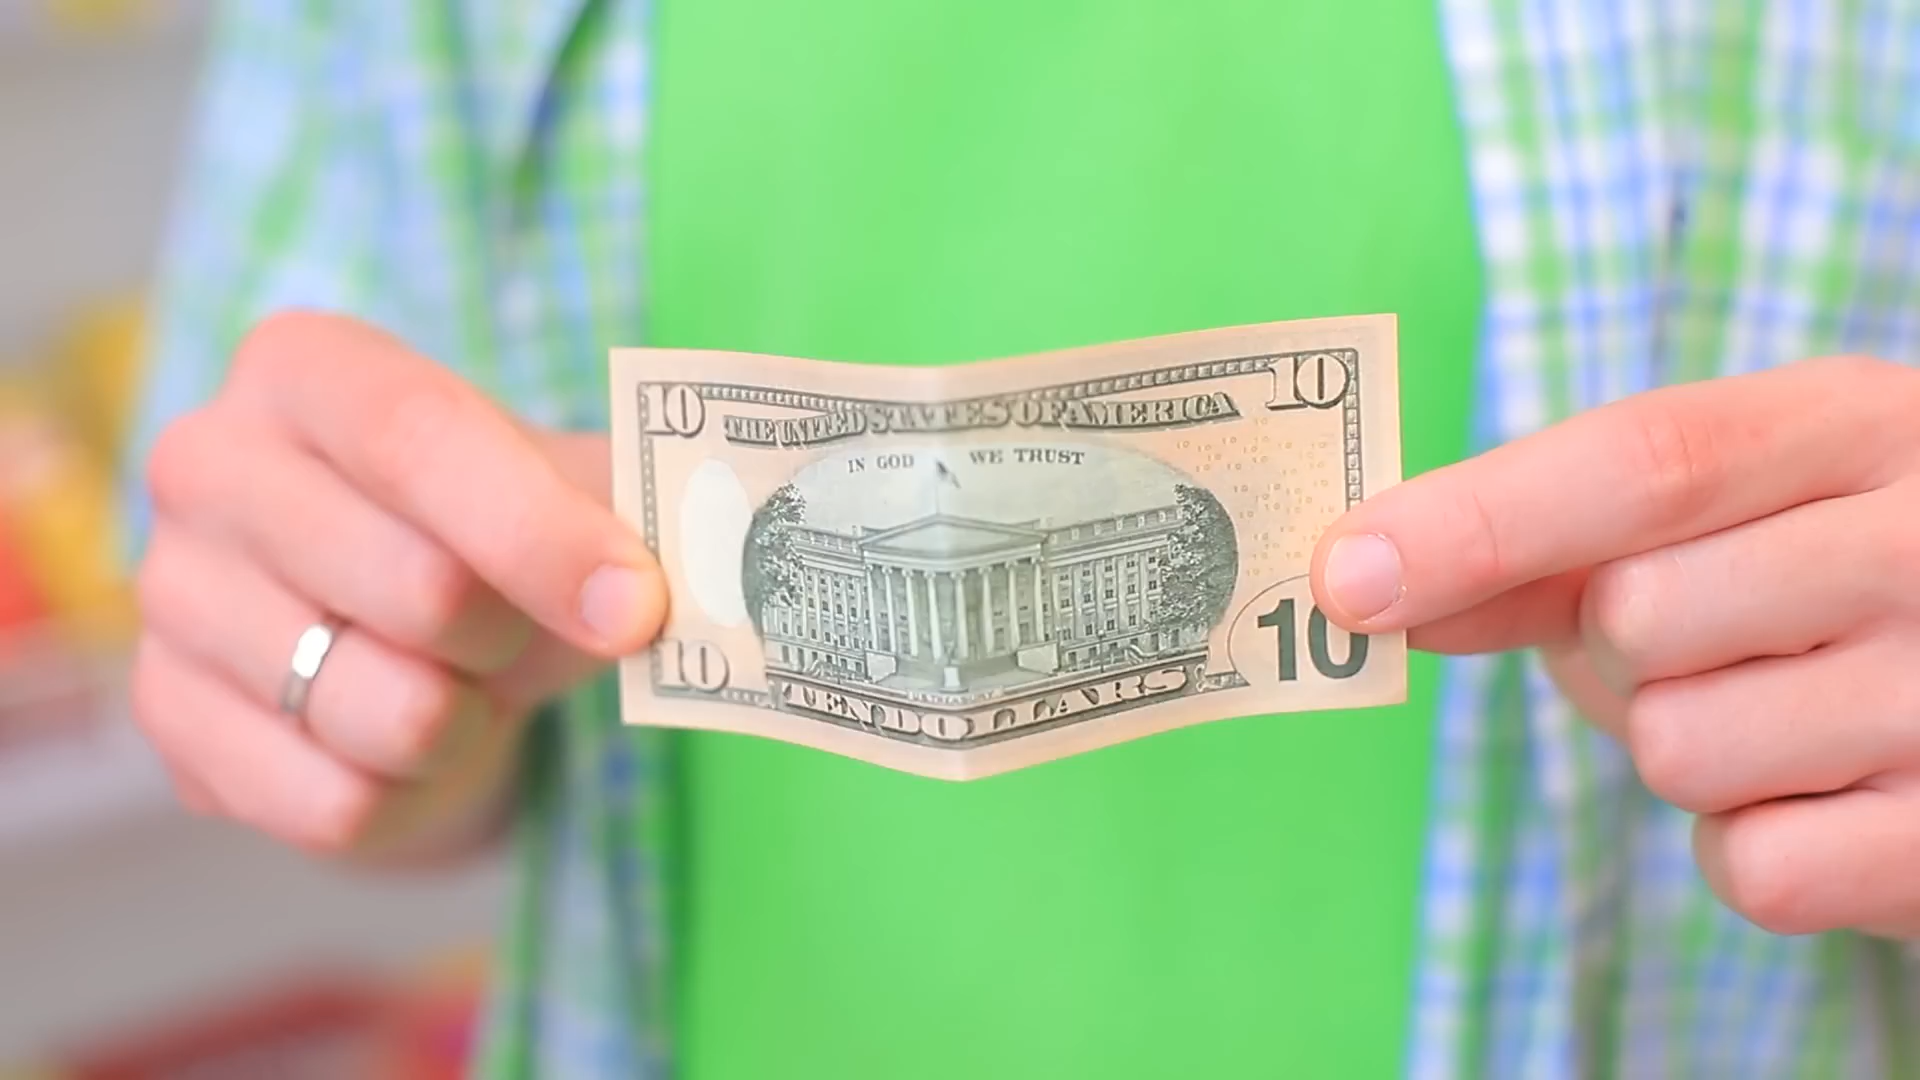 10 10
THE UNITED STATES OF AMERICA
IN GOD WE TRUST
10 10
TEN DOLLARS